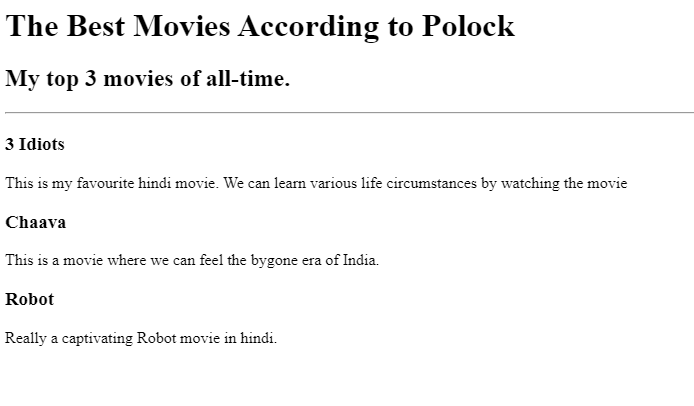 The Best Movies According to Polock
My top 3 movies of all-time.
3 Idiots
This is my favourite hindi movie. We can learn various life circumstances by watching the movie
Chaava
This is a movie where we can feel the bygone era of India.
Robot
Really a captivating Robot movie in hindi.